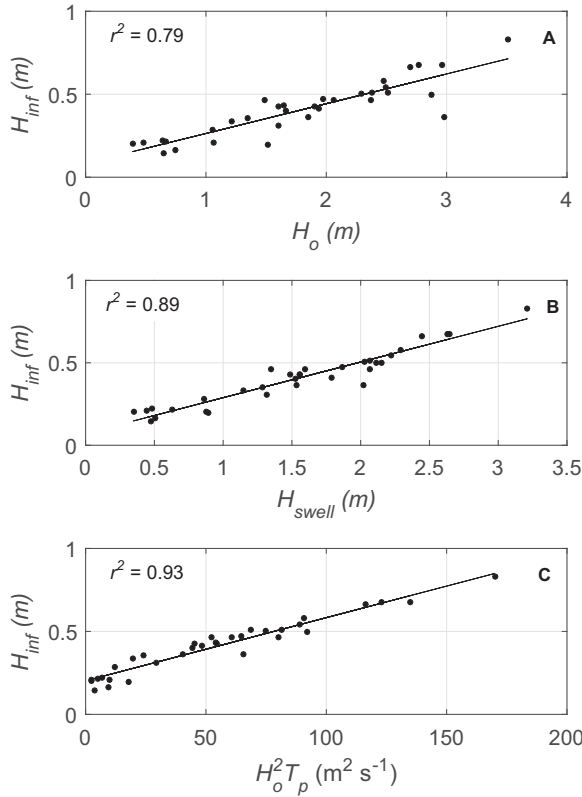 1
r² = 0.79
A
H_inf (m)
0.5
0
0 1 2 3 4
H_o (m)
1
r² = 0.89
B
H_inf (m)
0.5
0
0 0.5 1 1.5 2 2.5 3 3.5
H_swell (m)
1
r² = 0.93
C
H_inf (m)
0.5
0
0 50 100 150 200
H_o²T_p (m² s⁻¹)